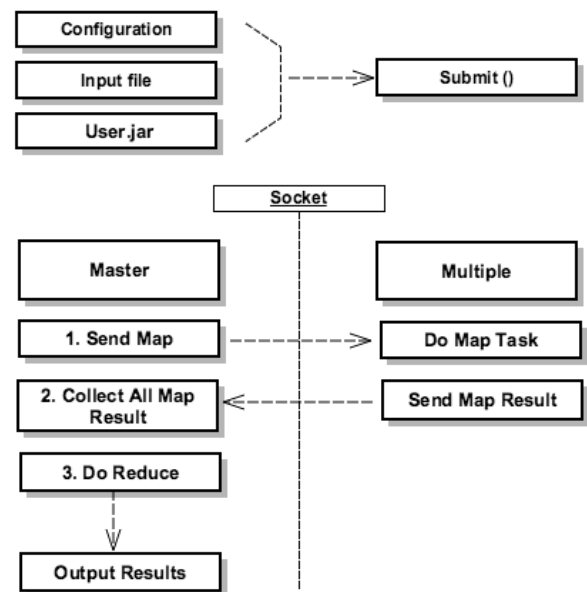 Configuration
Input file
Submit ()
User.jar
Socket
Master
Multiple
1. Send Map
Do Map Task
2. Collect All Map
Result
Send Map Result
3. Do Reduce
Output Results